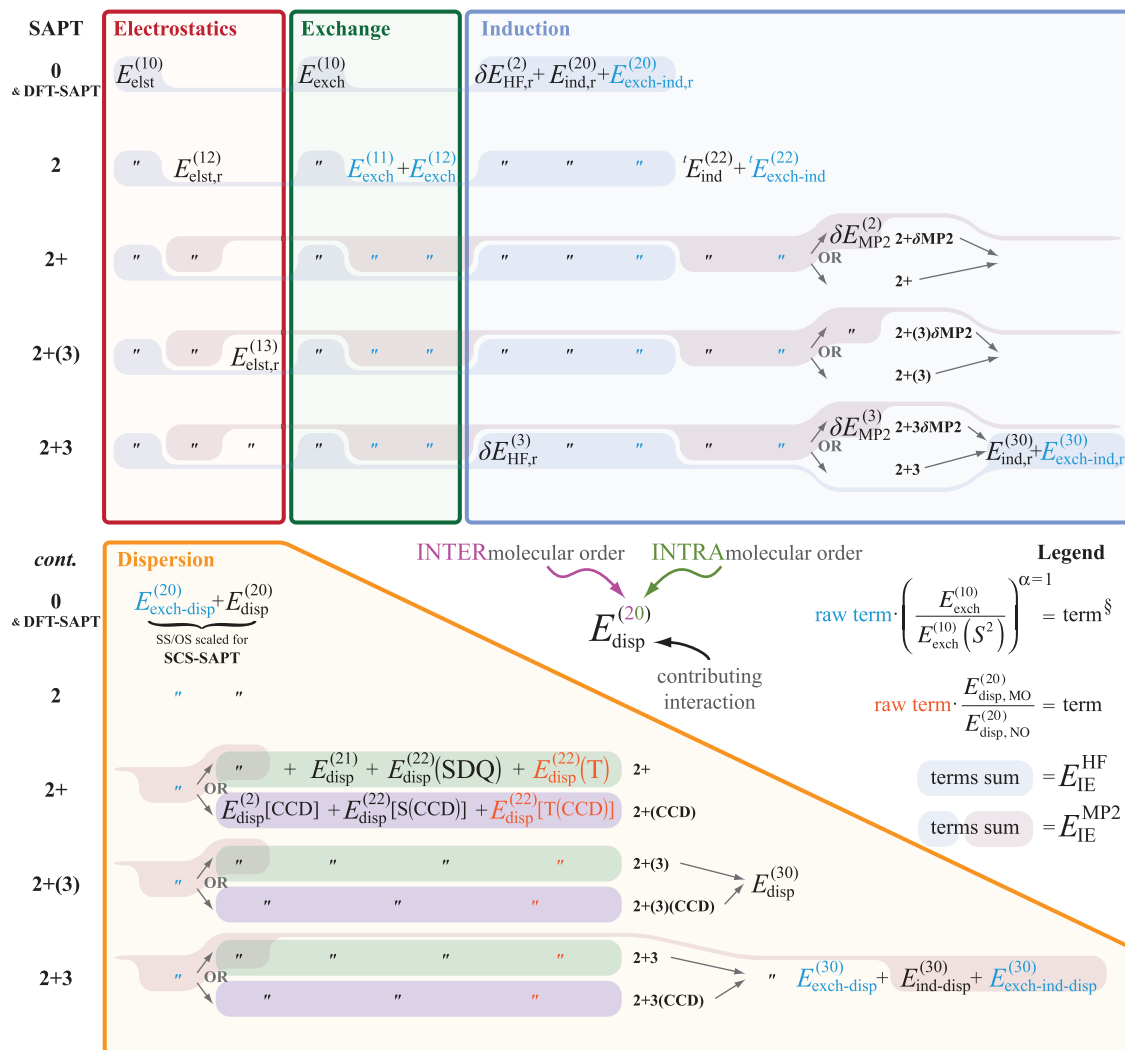 SAPT Electrostatics Exchange Induction
0 E_elst^(10) E_exch^(10) δE_HF,r^(2) + E_ind,r^(20) + E_exch-ind,r^(20)
& DFT-SAPT
2 " E_elst,r^(12) " E_exch^(11) + E_exch^(12) " " " ᵗE_ind^(22) + ᵗE_exch-ind^(22)
δE_MP2^(2) 2+δMP2
2+ " " " " " " " " " " OR
2+
" 2+(3)δMP2
2+(3) " " E_elst,r^(13) " " " " " " " " OR
2+(3)
δE_MP2^(3) 2+3δMP2
2+3 " " " " " " δE_HF,r^(3) " " " " OR E_ind,r^(30) + E_exch-ind,r^(30)
2+3
cont. Dispersion
0 E_exch-disp^(20) + E_disp^(20)
& DFT-SAPT
SS/OS scaled for
SCS-SAPT
2 " "
" + E_disp^(21) + E_disp^(22)(SDQ) + E_disp^(22)(T) 2+
2+ " OR
E_disp^(2)[CCD] + E_disp^(22)[S(CCD)] + E_disp^(22)[T(CCD)] 2+(CCD)
" " " " 2+(3)
2+(3) " OR E_disp^(30)
" " " 2+(3)(CCD)
" " " " 2+3
2+3 " OR " E_exch-disp^(30) + E_ind-disp^(30) + E_exch-ind-disp^(30)
" " " 2+3(CCD)
INTERmolecular order INTRAmolecular order
E_disp^(20)
contributing
interaction
Legend
raw term · (E_exch^(10) / E_exch^(10)(S²))^α=1 = term^§
raw term · E_disp,MO^(20) / E_disp,NO^(20) = term
terms sum = E_IE^HF
terms sum = E_IE^MP2